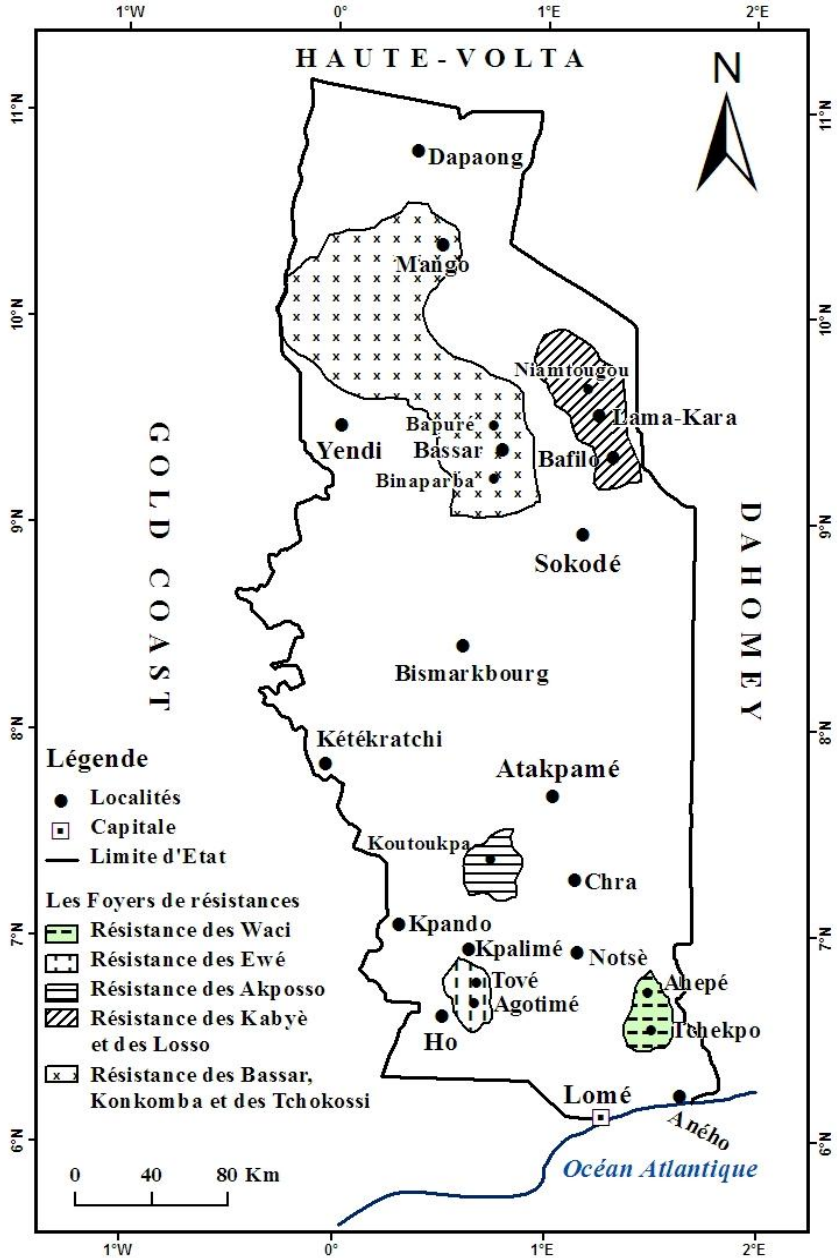 1°W 0° 1°E 2°E
HAUTE-VOLTA
N
11°N 11°N
Dapaong
Mango
10°N 10°N
Niamtougou
Lama-Kara
Bapuré
Yendi
Bassar
Bafilo
Binaparba
GOLD COAST
DAHOMEY
9°N 9°N
Sokodé
Bismarkbourg
8°N 8°N
Kétékratchi
Atakpamé
Koutoukpa
Chra
7°N 7°N
Kpando
Kpalimé
Notsè
Tové
Ahepé
Agotimé
Ho
Tchekpo
Lomé
Aného
6°N 6°N
Océan Atlantique
Légende
Localités
Capitale
Limite d'Etat
Les Foyers de résistances
Résistance des Waci
Résistance des Ewé
Résistance des Akposso
Résistance des Kabyè
et des Losso
Résistance des Bassar,
Konkomba et des Tchokossi
0 40 80 Km
1°W 0° 1°E 2°E